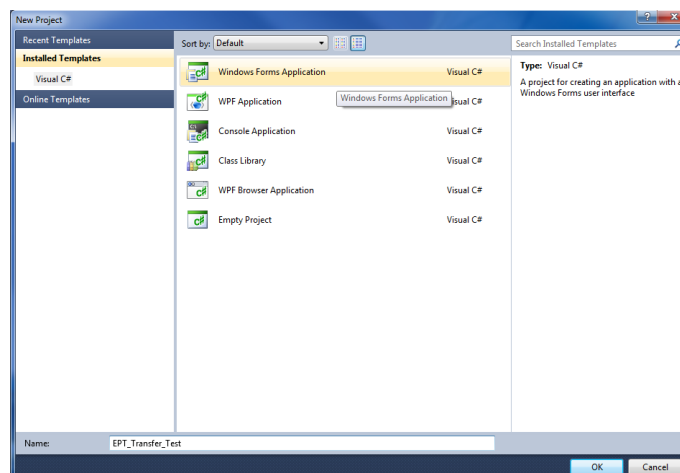 New Project
Recent Templates
Installed Templates
Visual C#
Online Templates
Sort by: Default
Search Installed Templates
Windows Forms Application Visual C#
WPF Application Visual C#
Windows Forms Application
Console Application Visual C#
Class Library Visual C#
WPF Browser Application Visual C#
Empty Project Visual C#
Type: Visual C#
A project for creating an application with a
Windows Forms user interface
Name: EPT_Transfer_Test
OK Cancel